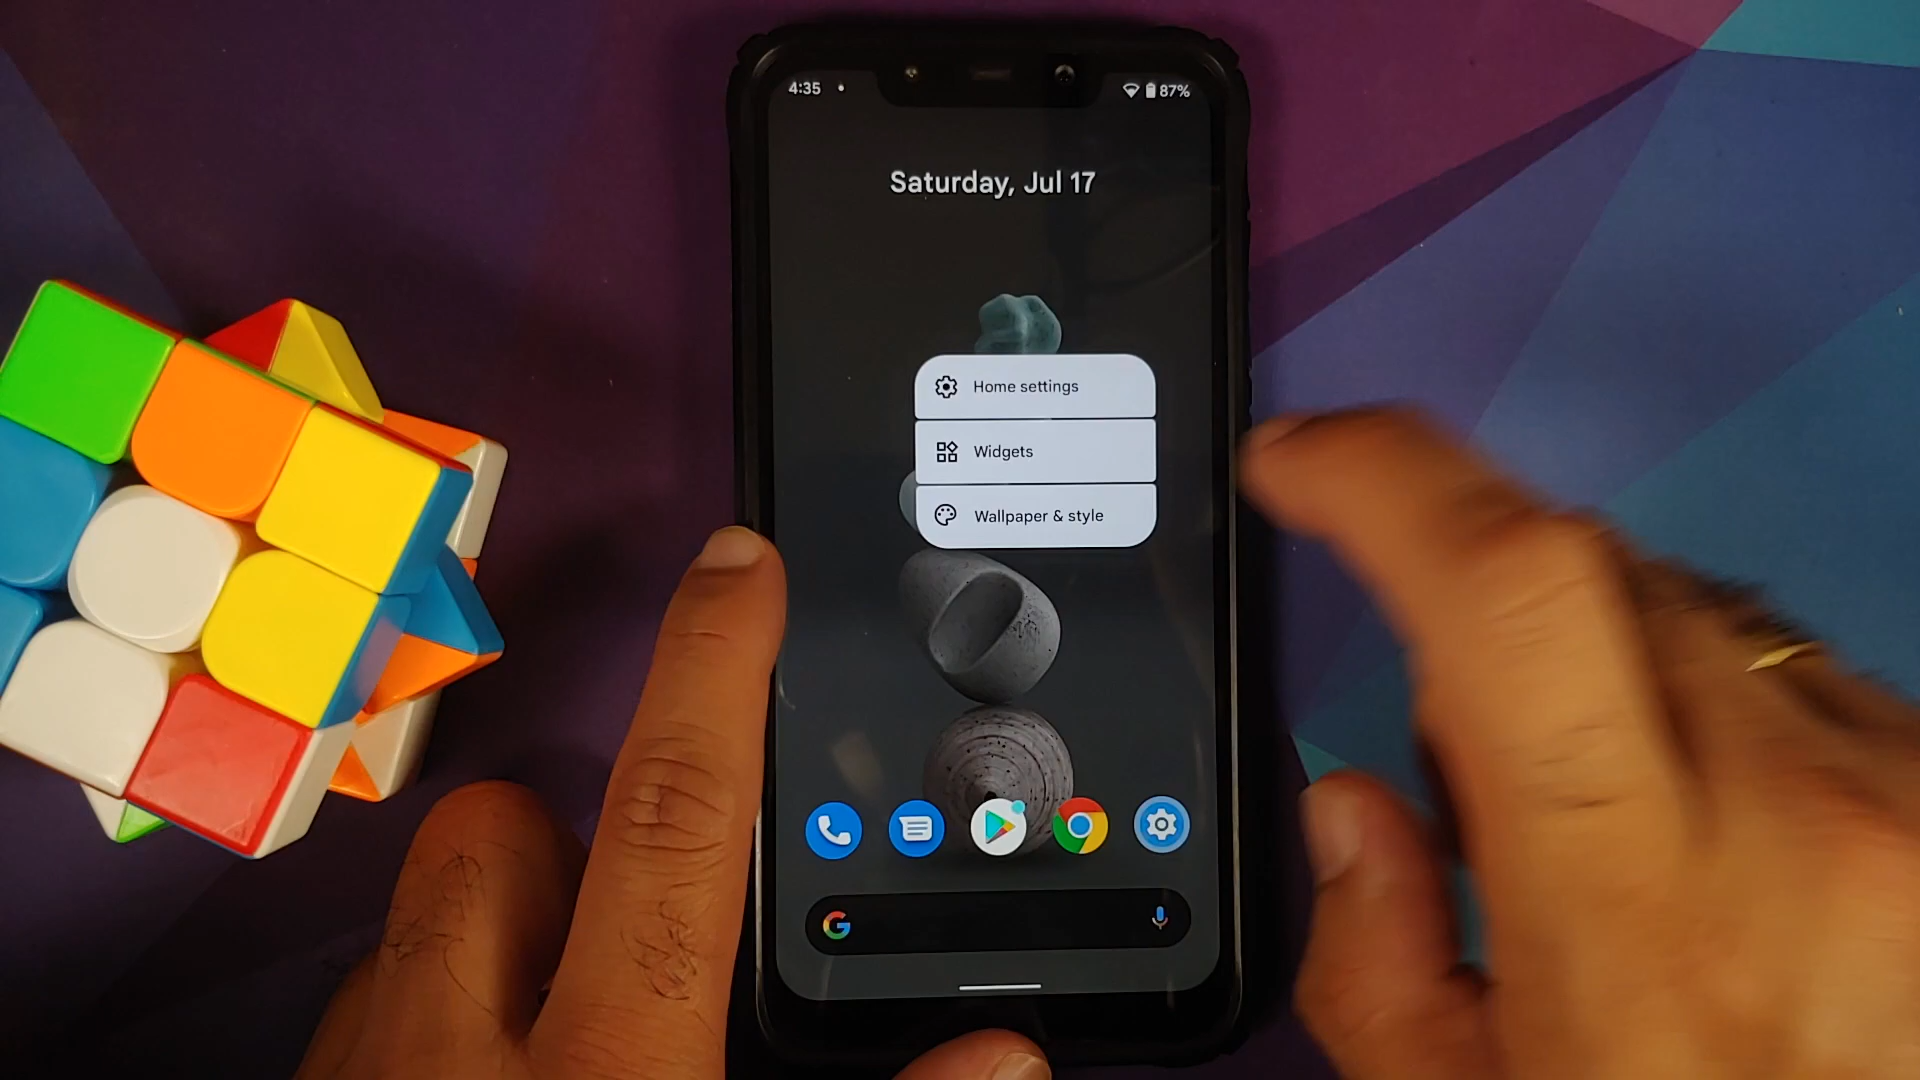 4:35
87%
Saturday, Jul 17
Home settings
Widgets
Wallpaper & style
G